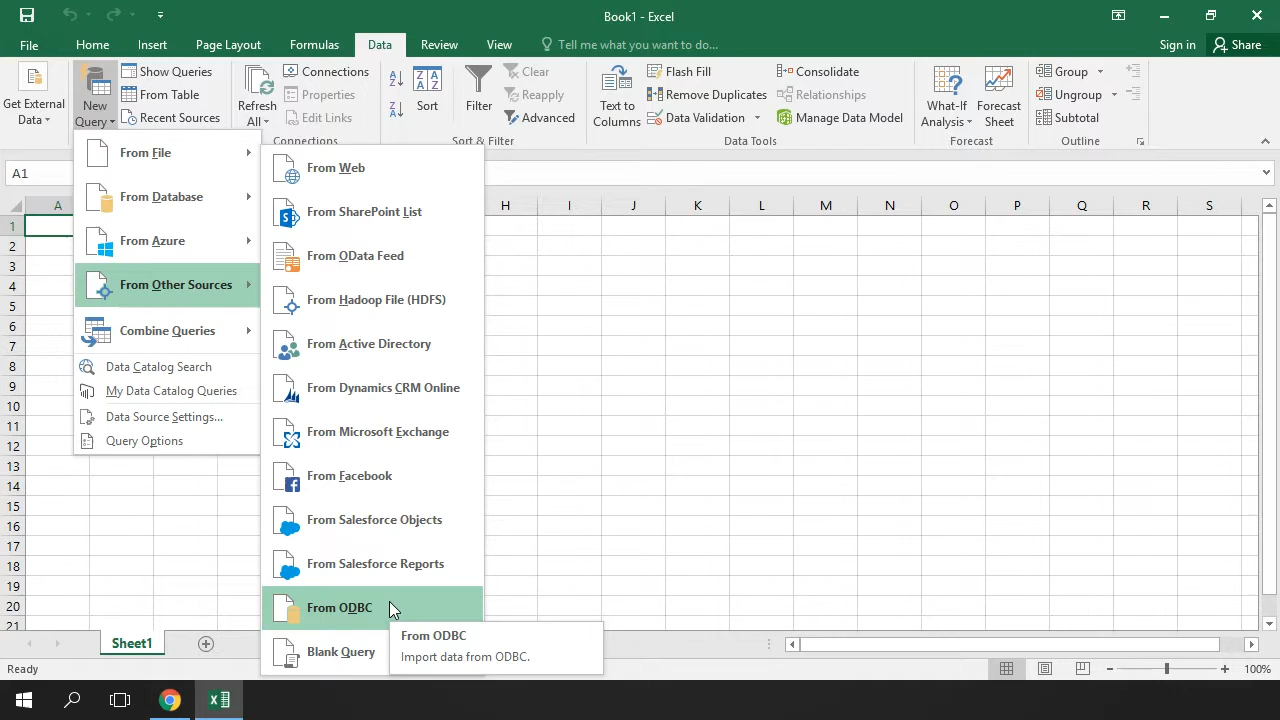 Book1 - Excel
File Home Insert Page Layout Formulas Data Review View Tell me what you want to do... Sign in Share
Get External
Data
New
Query
Show Queries
From Table
Recent Sources
Refresh
All
Connections
Properties
Edit Links
Connections
Sort
Filter
Clear
Reapply
Advanced
Sort & Filter
Text to
Columns
Flash Fill
Remove Duplicates
Data Validation
Consolidate
Relationships
Manage Data Model
Data Tools
What-If
Analysis
Forecast
Sheet
Forecast
Group
Ungroup
Subtotal
Outline
A1
A H I J K L M N O P Q R S
1
2
3
4
5
6
7
8
9
10
11
12
13
14
15
16
17
18
19
20
21
From File
From Database
From Azure
From Other Sources
Combine Queries
Data Catalog Search
My Data Catalog Queries
Data Source Settings...
Query Options
From Web
From SharePoint List
From OData Feed
From Hadoop File (HDFS)
From Active Directory
From Dynamics CRM Online
From Microsoft Exchange
From Facebook
From Salesforce Objects
From Salesforce Reports
From ODBC
Blank Query
From ODBC
Import data from ODBC.
Sheet1
Ready
100%